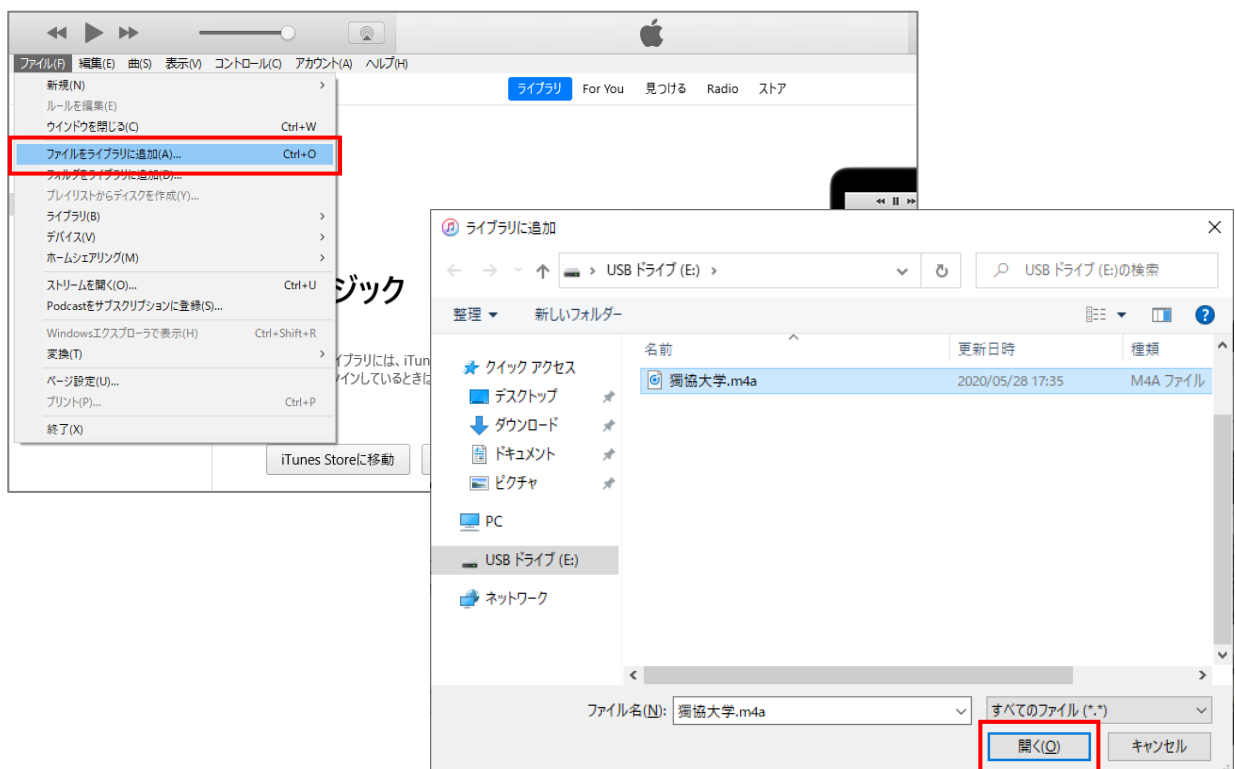 ファイル(F) 編集(E) 曲(S) 表示(V) コントロール(C) アカウント(A) ヘルプ(H)
ライブラリ For You 見つける Radio ストア
新規(N)
ルールを編集(E)
ウインドウを閉じる(C) Ctrl+W
ファイルをライブラリに追加(A)... Ctrl+O
フォルダをライブラリに追加(D)...
プレイリストからディスクを作成(Y)...
ライブラリ(B)
デバイス(V)
ホームシェアリング(M)
ストリームを開く(O)... Ctrl+U
Podcastをサブスクリプションに登録(S)...
Windowsエクスプローラで表示(H) Ctrl+Shift+R
変換(T)
ページ設定(U)...
プリント(P)... Ctrl+P
終了(X)
ジック
イブラリには、iTun
インしているときは
iTunes Storeに移動
ライブラリに追加
USB ドライブ (E:)
USB ドライブ (E:)の検索
整理 新しいフォルダー
名前 更新日時 種類
獨協大学.m4a 2020/05/28 17:35 M4A ファイル
クイック アクセス
デスクトップ
ダウンロード
ドキュメント
ピクチャ
PC
USB ドライブ (E:)
ネットワーク
ファイル名(N): 獨協大学.m4a すべてのファイル (*.*)
開く(O) キャンセル